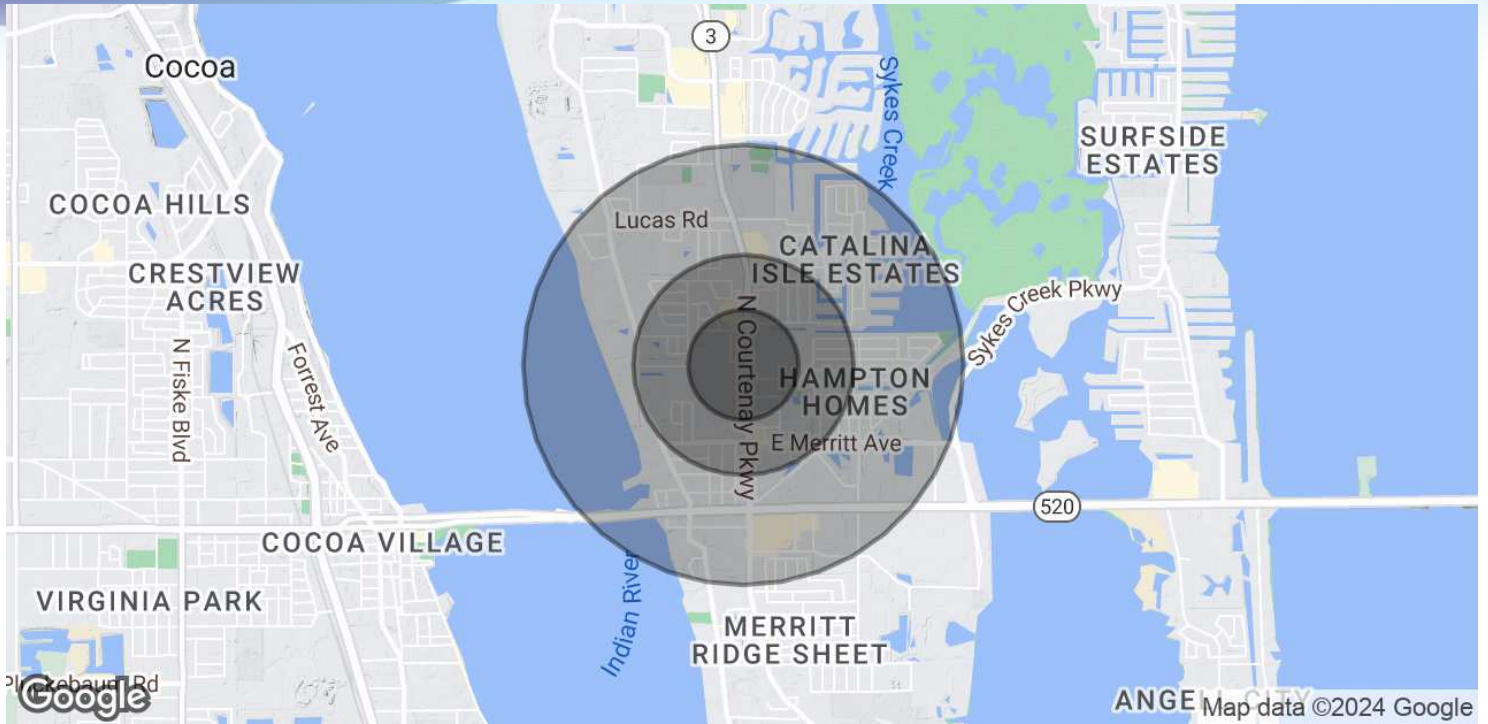 3
Cocoa
Sykes Creek
SURFSIDE
ESTATES
COCOA HILLS
Lucas Rd
CATALINA
ISLE ESTATES
CRESTVIEW
ACRES
Sykes Creek Pkwy
N Courtenay Pkwy
N Fiske Blvd
Forrest Ave
HAMPTON
HOMES
E Merritt Ave
520
COCOA VILLAGE
Indian River
VIRGINIA PARK
MERRITT
RIDGE SHEET
Rd
Google
Map data ©2024 Google